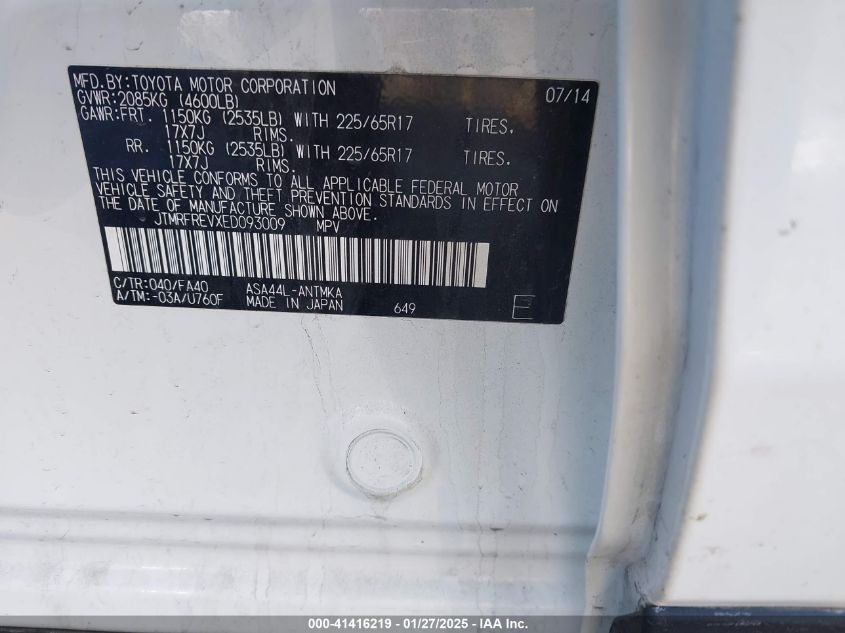 MFD.BY:TOYOTA MOTOR CORPORATION 07/14
GVWR:2085KG (4600LB)
GAWR:FRT. 1150KG (2535LB) WITH 225/65R17 TIRES.
17X7J RIMS.
RR. 1150KG (2535LB) WITH 225/65R17 TIRES.
17X7J RIMS.
THIS VEHICLE CONFORMS TO ALL APPLICABLE FEDERAL MOTOR
VEHICLE SAFETY AND THEFT PREVENTION STANDARDS IN EFFECT ON
THE DATE OF MANUFACTURE SHOWN ABOVE.
JTMRFREVXED093009 MPV
C/TR:040/FA40 ASA44L-ANTMKA
A/TM:-03A/U760F MADE IN JAPAN 649 E
000-41416219 - 01/27/2025 - IAA Inc.